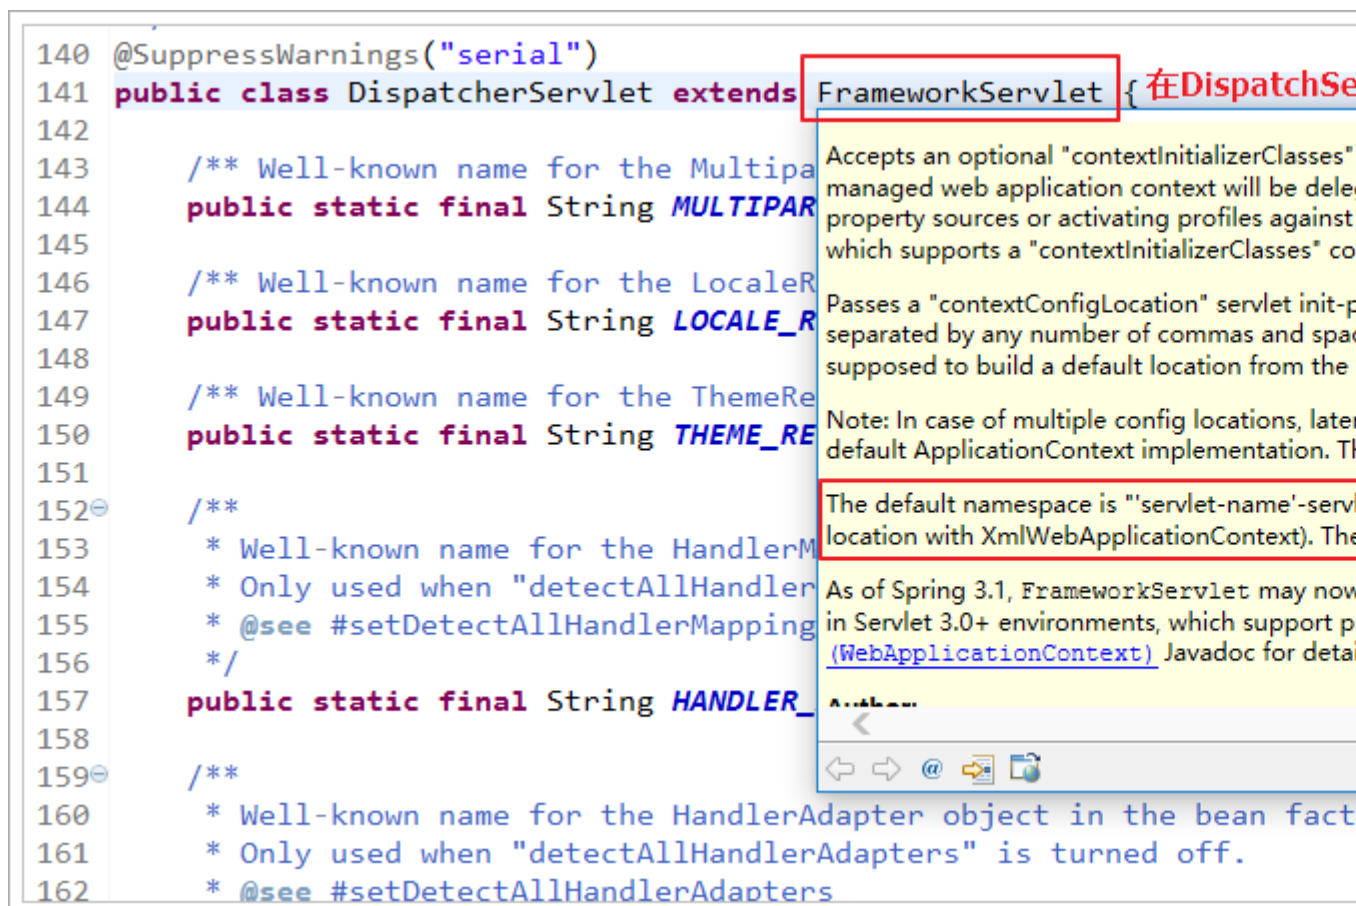 140 @SuppressWarnings("serial")
141 public class DispatcherServlet extends FrameworkServlet { 在DispatchSe
142
143 /** Well-known name for the Multipa
144 public static final String MULTIPAR
145
146 /** Well-known name for the LocaleR
147 public static final String LOCALE_R
148
149 /** Well-known name for the ThemeRe
150 public static final String THEME_RE
151
152 /**
153 * Well-known name for the HandlerM
154 * Only used when "detectAllHandler
155 * @see #setDetectAllHandlerMapping
156 */
157 public static final String HANDLER_
158
159 /**
160 * Well-known name for the HandlerAdapter object in the bean fact
161 * Only used when "detectAllHandlerAdapters" is turned off.
162 * @see #setDetectAllHandlerAdapters
Accepts an optional "contextInitializerClasses"
managed web application context will be dele
property sources or activating profiles against
which supports a "contextInitializerClasses" co
Passes a "contextConfigLocation" servlet init-p
separated by any number of commas and spac
supposed to build a default location from the
Note: In case of multiple config locations, later
default ApplicationContext implementation. Th
The default namespace is "'servlet-name'-servl
location with XmlWebApplicationContext). The
As of Spring 3.1, FrameworkServlet may now
in Servlet 3.0+ environments, which support p
(WebApplicationContext) Javadoc for detai
Author: